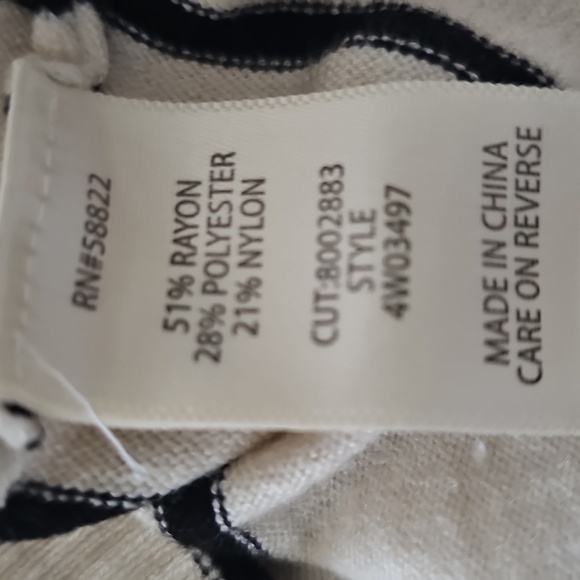 RN#58822
51% RAYON
28% POLYESTER
21% NYLON
CUT:8002883
STYLE
4W03497
MADE IN CHINA
CARE ON REVERSE